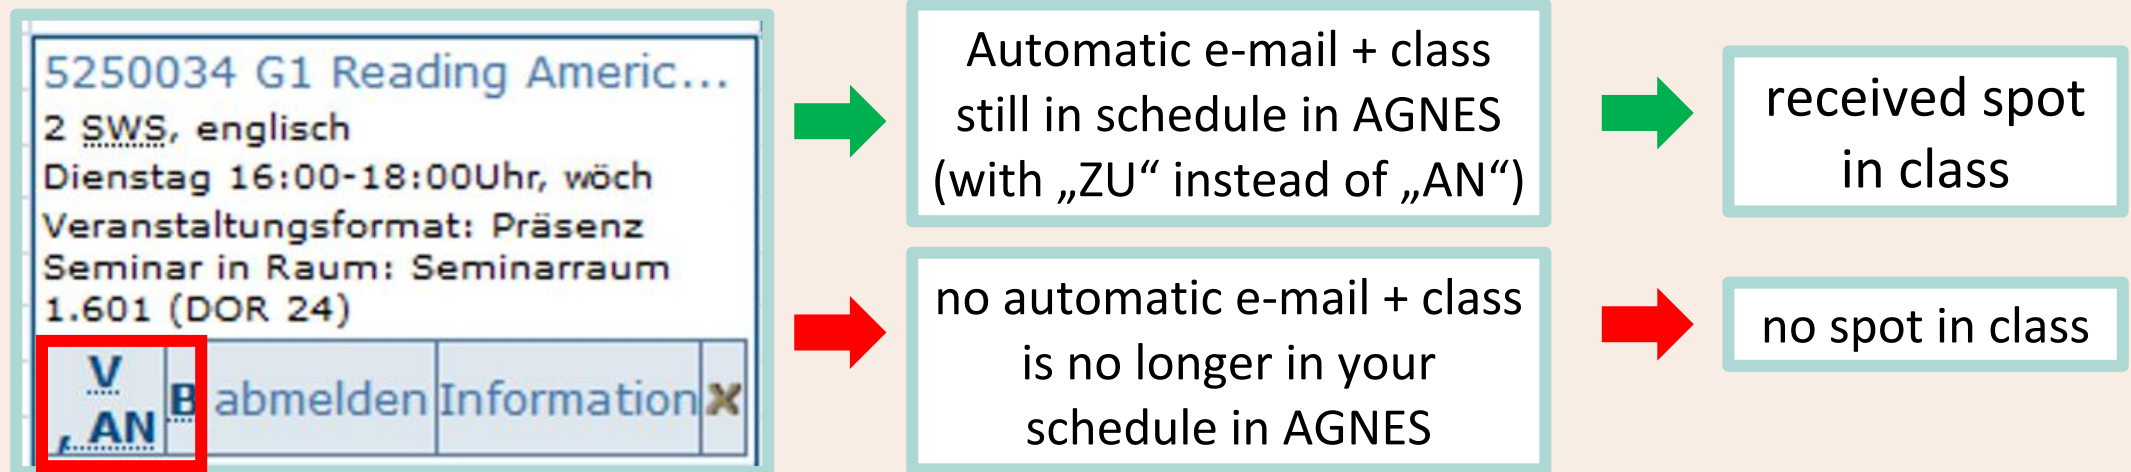 5250034 G1 Reading Americ...
2 SWS, englisch
Dienstag 16:00-18:00Uhr, wöch
Veranstaltungsformat: Präsenz
Seminar in Raum: Seminarraum
1.601 (DOR 24)
V
, AN
B
abmelden
Information
X
Automatic e-mail + class
still in schedule in AGNES
(with „ZU“ instead of „AN“)
received spot
in class
no automatic e-mail + class
is no longer in your
schedule in AGNES
no spot in class